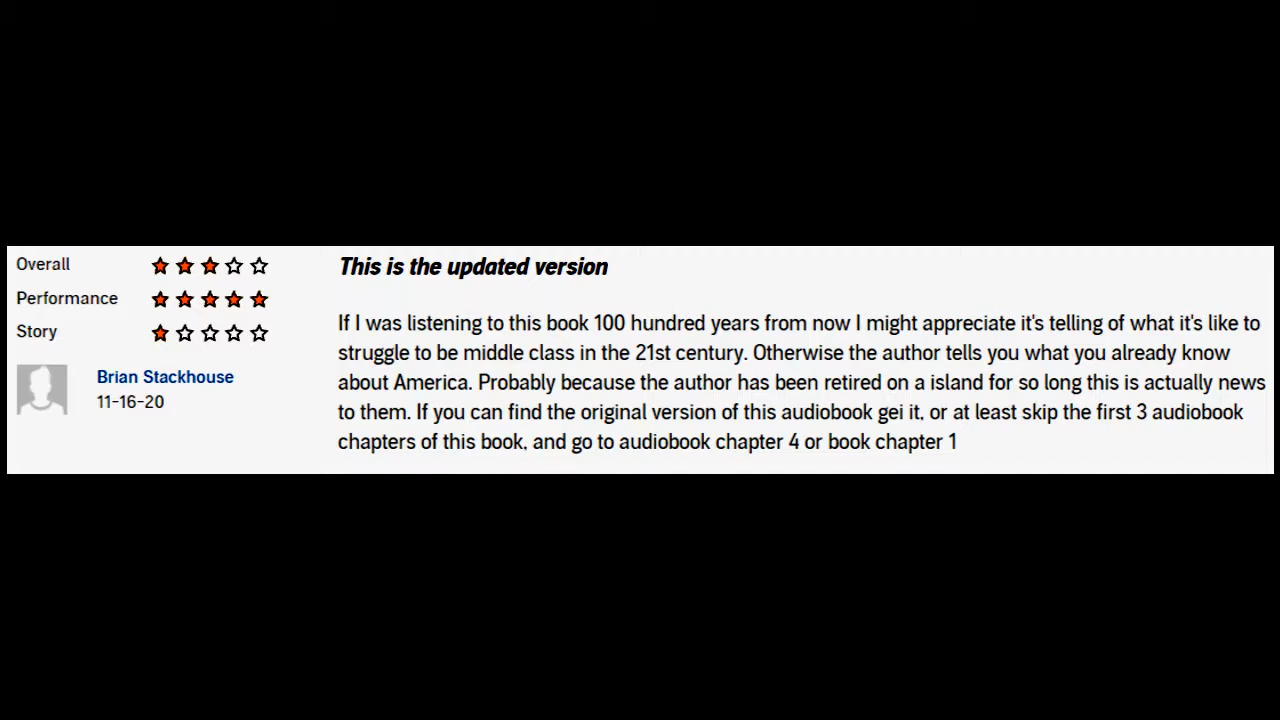 Overall
Performance
Story
Brian Stackhouse
11-16-20
This is the updated version
If I was listening to this book 100 hundred years from now I might appreciate it's telling of what it's like to
struggle to be middle class in the 21st century. Otherwise the author tells you what you already know
about America. Probably because the author has been retired on a island for so long this is actually news
to them. If you can find the original version of this audiobook gei it, or at least skip the first 3 audiobook
chapters of this book, and go to audiobook chapter 4 or book chapter 1